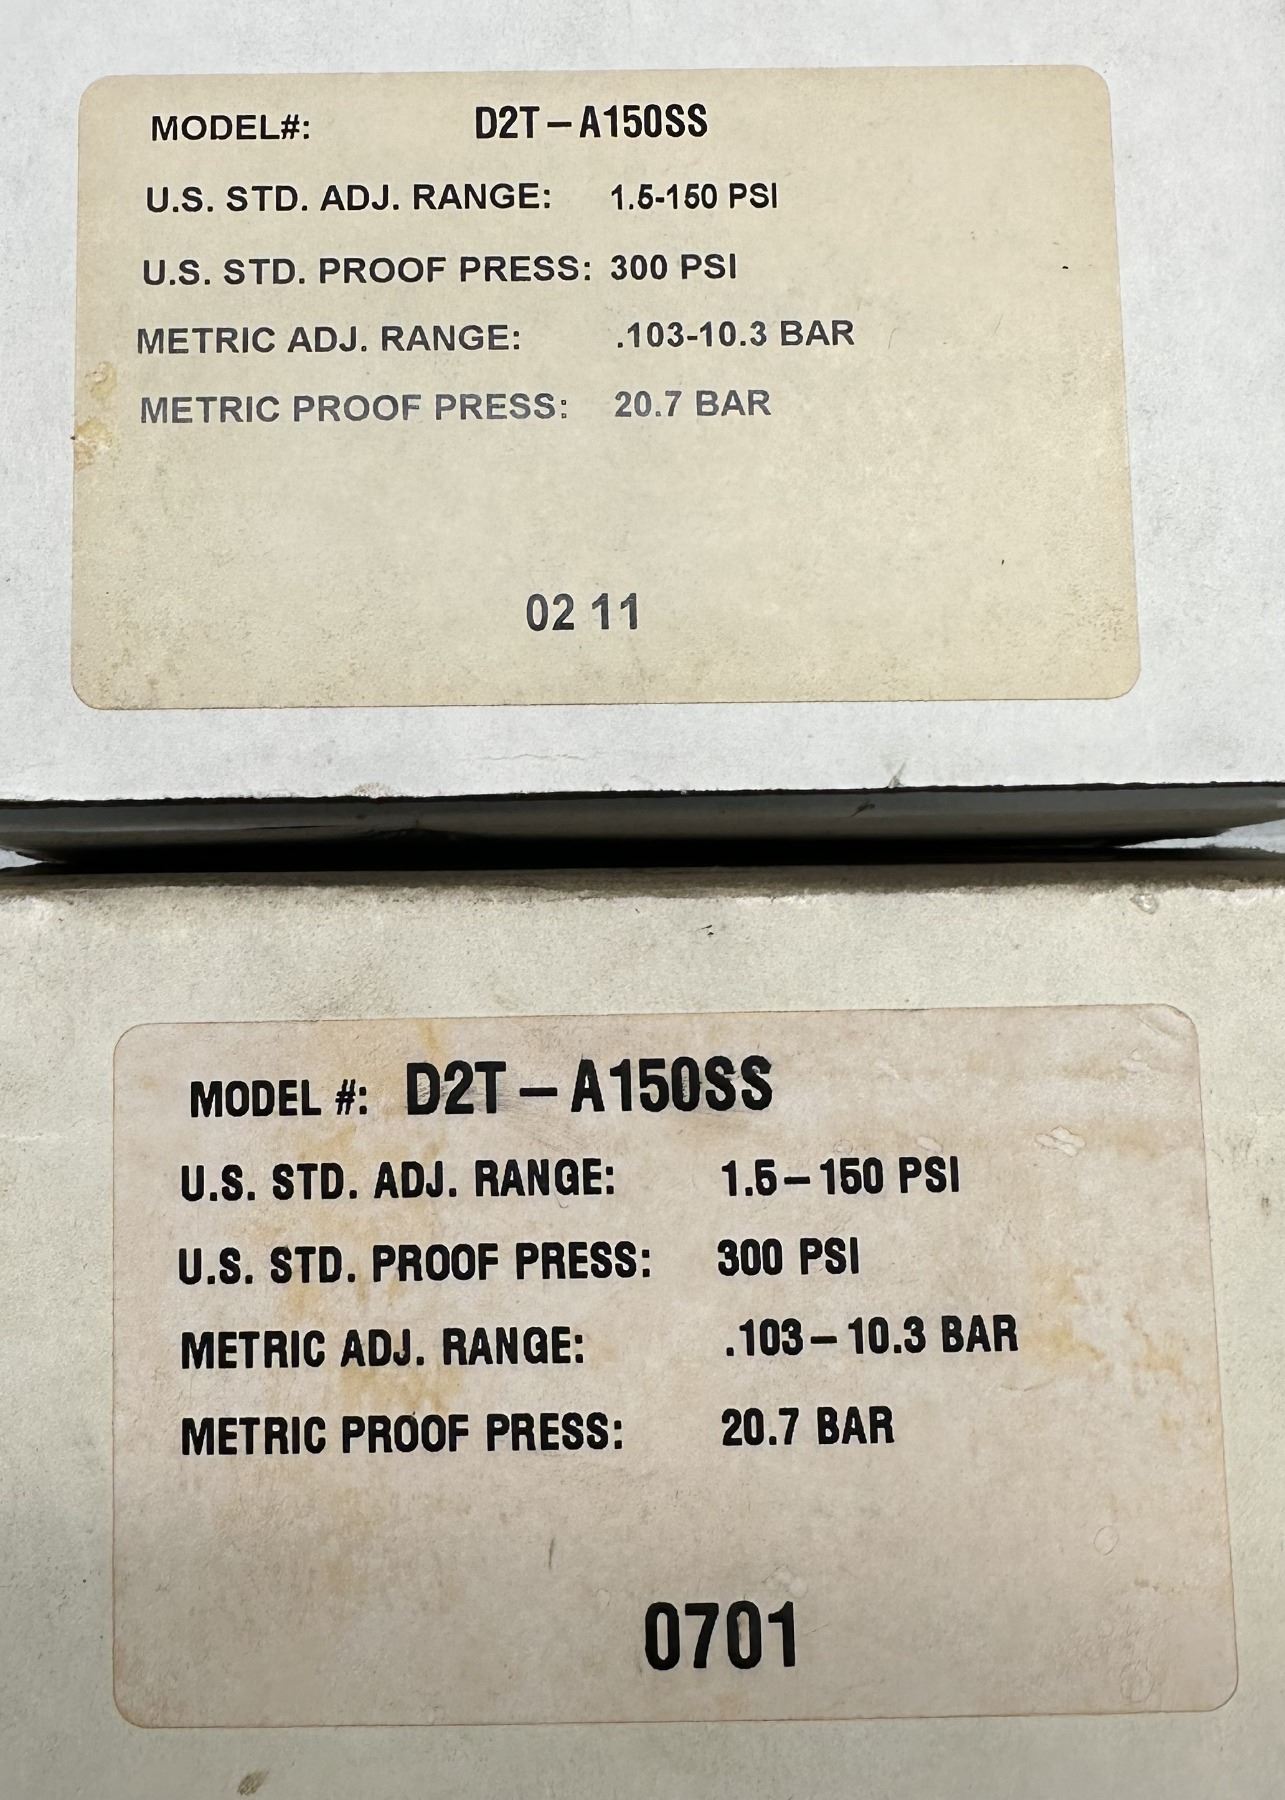 MODEL#: D2T – A150SS
U.S. STD. ADJ. RANGE: 1.5-150 PSI
U.S. STD. PROOF PRESS: 300 PSI
METRIC ADJ. RANGE: .103-10.3 BAR
METRIC PROOF PRESS: 20.7 BAR
02 11
MODEL #: D2T – A150SS
U.S. STD. ADJ. RANGE: 1.5 – 150 PSI
U.S. STD. PROOF PRESS: 300 PSI
METRIC ADJ. RANGE: .103 – 10.3 BAR
METRIC PROOF PRESS: 20.7 BAR
0701